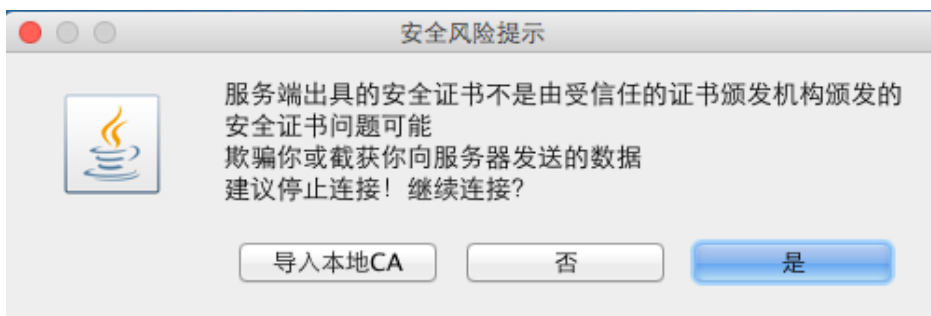 安全风险提示
服务端出具的安全证书不是由受信任的证书颁发机构颁发的
安全证书问题可能
欺骗你或截获你向服务器发送的数据
建议停止连接！继续连接?
导入本地CA 否 是